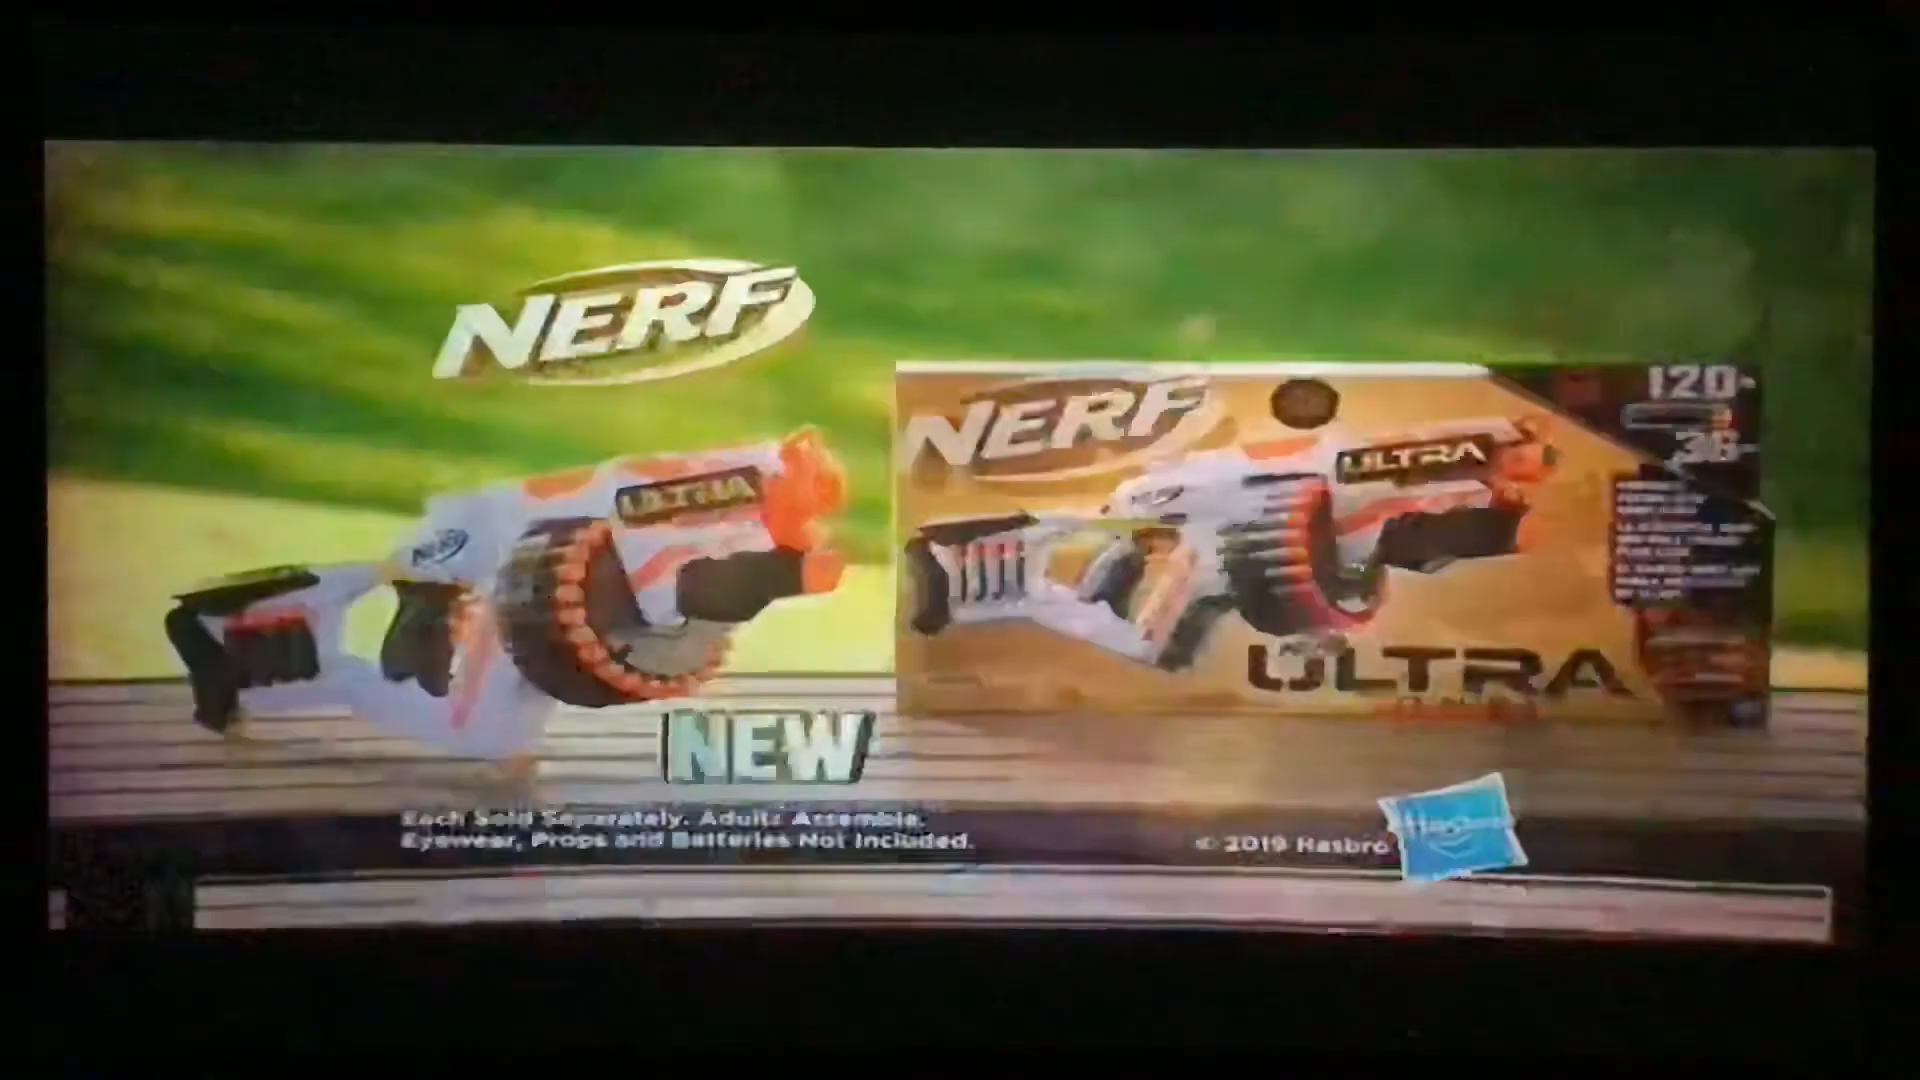 NERF
ULTRA
NERF
NEW
NERF
ULTRA
120
36
ULTRA
Each Sold Separately. Adults Assemble.
Eyewear, Props and Batteries Not Included.
© 2019 Hasbro
Hasbro